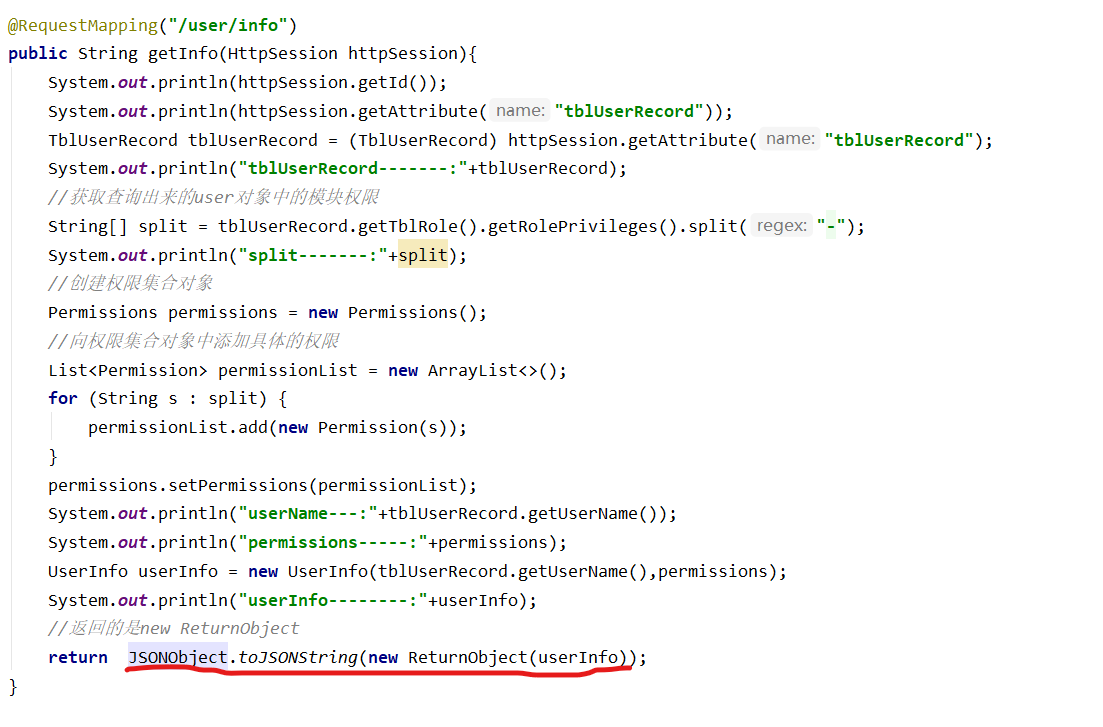 @RequestMapping("/user/info")
public String getInfo(HttpSession httpSession){
System.out.println(httpSession.getId());
System.out.println(httpSession.getAttribute( name: "tblUserRecord"));
TblUserRecord tblUserRecord = (TblUserRecord) httpSession.getAttribute( name: "tblUserRecord");
System.out.println("tblUserRecord-------:"+tblUserRecord);
//获取查询出来的user对象中的模块权限
String[] split = tblUserRecord.getTblRole().getRolePrivileges().split( regex: "-");
System.out.println("split-------:"+split);
//创建权限集合对象
Permissions permissions = new Permissions();
//向权限集合对象中添加具体的权限
List<Permission> permissionList = new ArrayList<>();
for (String s : split) {
permissionList.add(new Permission(s));
}
permissions.setPermissions(permissionList);
System.out.println("userName---:"+tblUserRecord.getUserName());
System.out.println("permissions-----:"+permissions);
UserInfo userInfo = new UserInfo(tblUserRecord.getUserName(),permissions);
System.out.println("userInfo--------:"+userInfo);
//返回的是new ReturnObject
return JSONObject.toJSONString(new ReturnObject(userInfo));
}